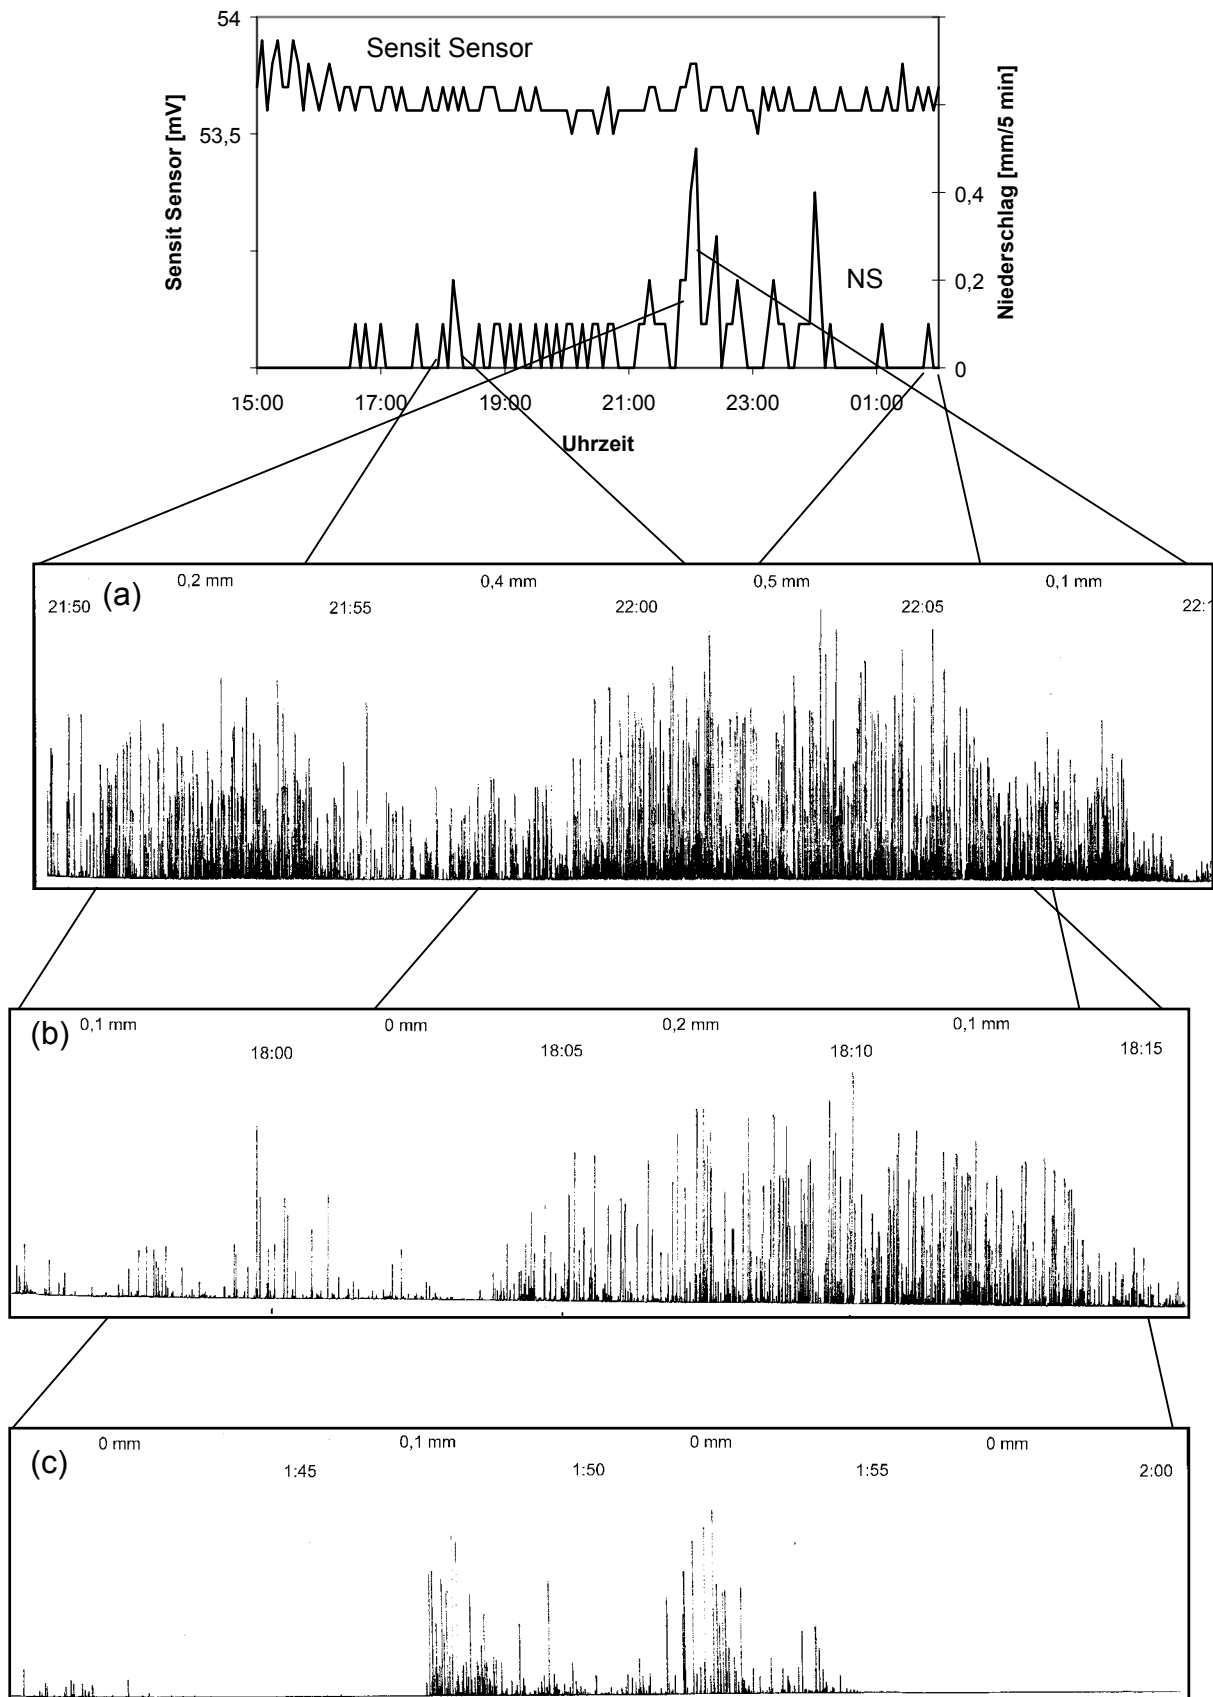 54
Sensit Sensor
53,5
Sensit Sensor [mV]
Niederschlag [mm/5 min]
0,4
NS
0,2
0
15:00 17:00 19:00 21:00 23:00 01:00
Uhrzeit
0,2 mm 0,4 mm 0,5 mm 0,1 mm
(a)
21:50 21:55 22:00 22:05
0,1 mm 0 mm 0,2 mm 0,1 mm
(b)
18:00 18:05 18:10 18:15
0 mm 0,1 mm 0 mm 0 mm
(c)
1:45 1:50 1:55 2:00